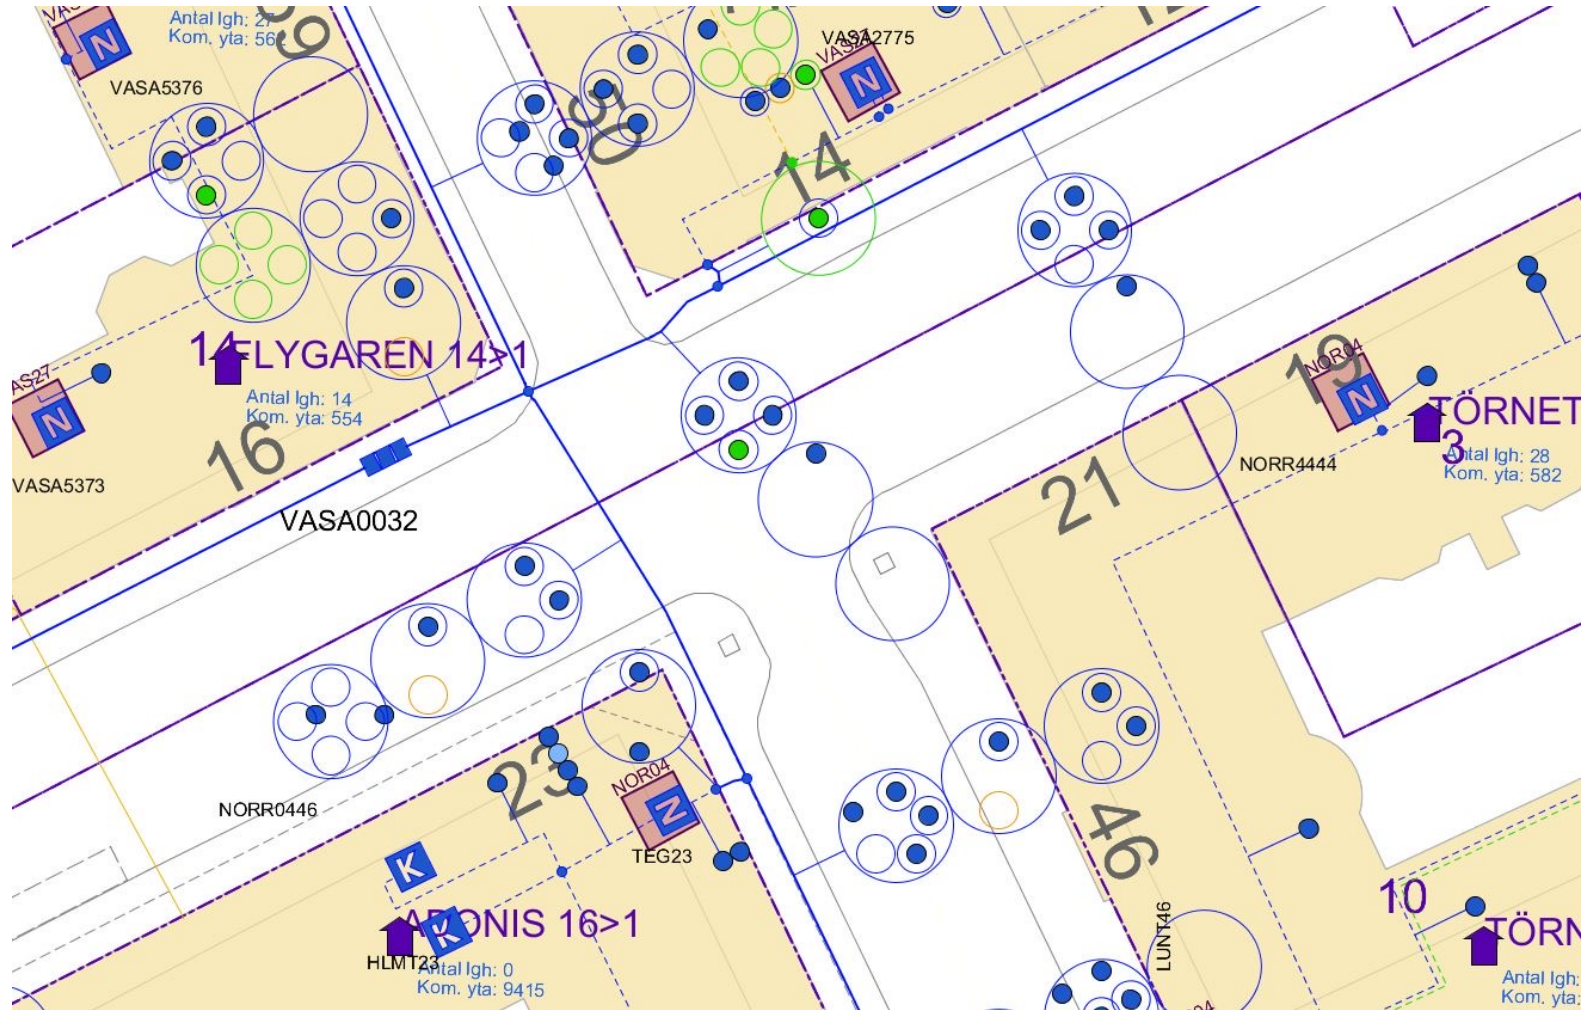 Antal lgh: 27
Kom. yta: 562
N
VASA5376
VASA2775
N
14
14
FLYGAREN 14>1
Antal lgh: 14
Kom. yta: 554
N
VASA5373
16
VASA0032
19
NOR04
N
TÖRNET
3
Antal lgh: 28
Kom. yta: 582
NORR4444
21
23
NOR04
N
TEG23
NORR0446
K
K
ADONIS 16>1
HLMT23
Antal lgh: 0
Kom. yta: 9415
46
LUNT46
10
TÖRN
Antal lgh:
Kom. yta: